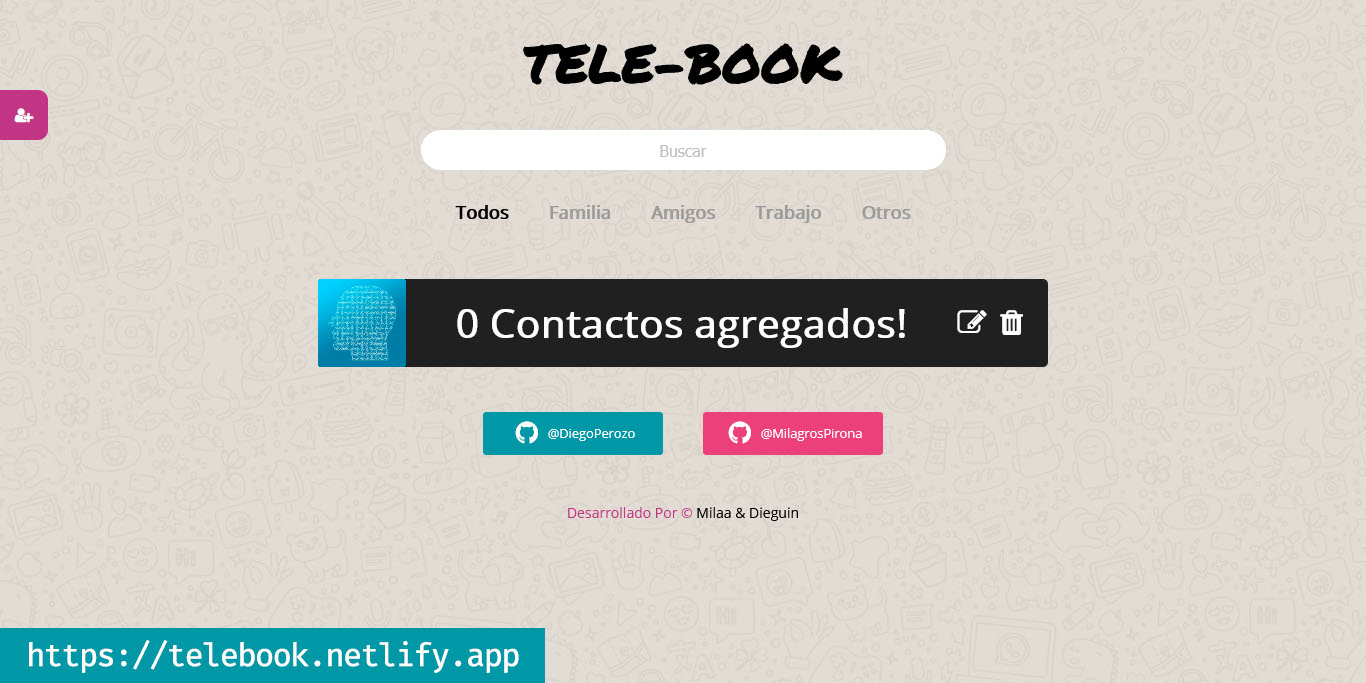 TELE-BOOK
Buscar
Todos Familia Amigos Trabajo Otros
0 Contactos agregados!
@DiegoPerozo @MilagrosPirona
Desarrollado Por © Milaa & Dieguin
https://telebook.netlify.app